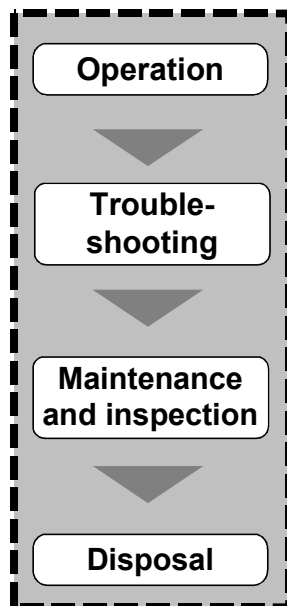 Operation
Trouble-
shooting
Maintenance
and inspection
Disposal